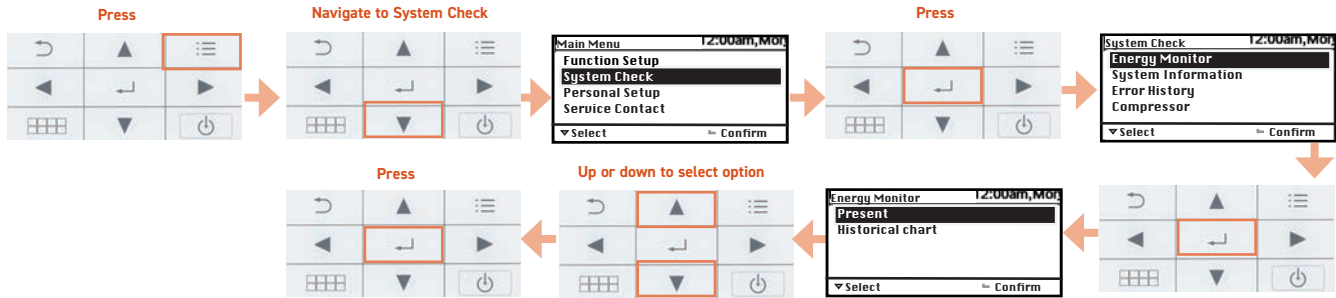 Press
Navigate to System Check
Press
Main Menu 12:00am, Mon
Function Setup
System Check
Personal Setup
Service Contact
Select Confirm
System Check 12:00am, Mon
Energy Monitor
System Information
Error History
Compressor
Select Confirm
Press
Up or down to select option
Energy Monitor 12:00am, Mon
Present
Historical chart
Select Confirm